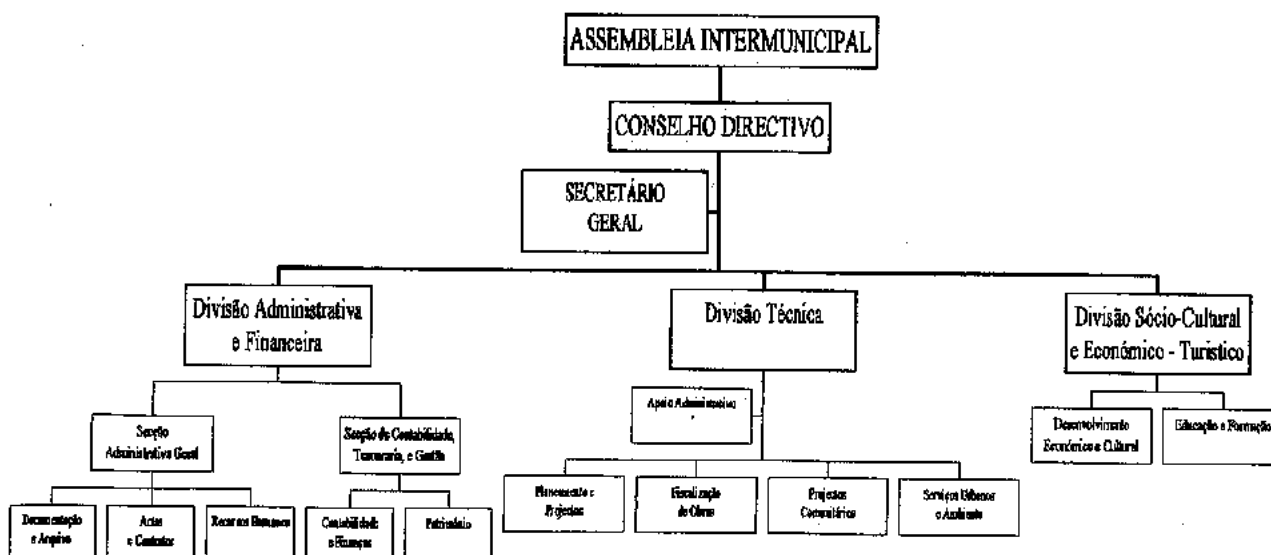 ASSEMBLEIA INTERMUNICIPAL
CONSELHO DIRECTIVO
SECRETÁRIO
GERAL
Divisão Administrativa
e Financeira
Divisão Técnica
Divisão Sócio-Cultural
e Económico - Turístico
Apoio Administrativo
Secção
Administrativa Geral
Secção de Contabilidade,
Tesouraria, e Gestão
Desenvolvimento
Económico e Cultural
Educação e Formação
Planeamento e
Projectos
Fiscalização
de Obras
Projectos
Comunitários
Serviços Urbanos
e Ambiente
Documentação
e Arquivo
Actas
e Contratos
Recursos Humanos
Contabilidade
e Finanças
Património